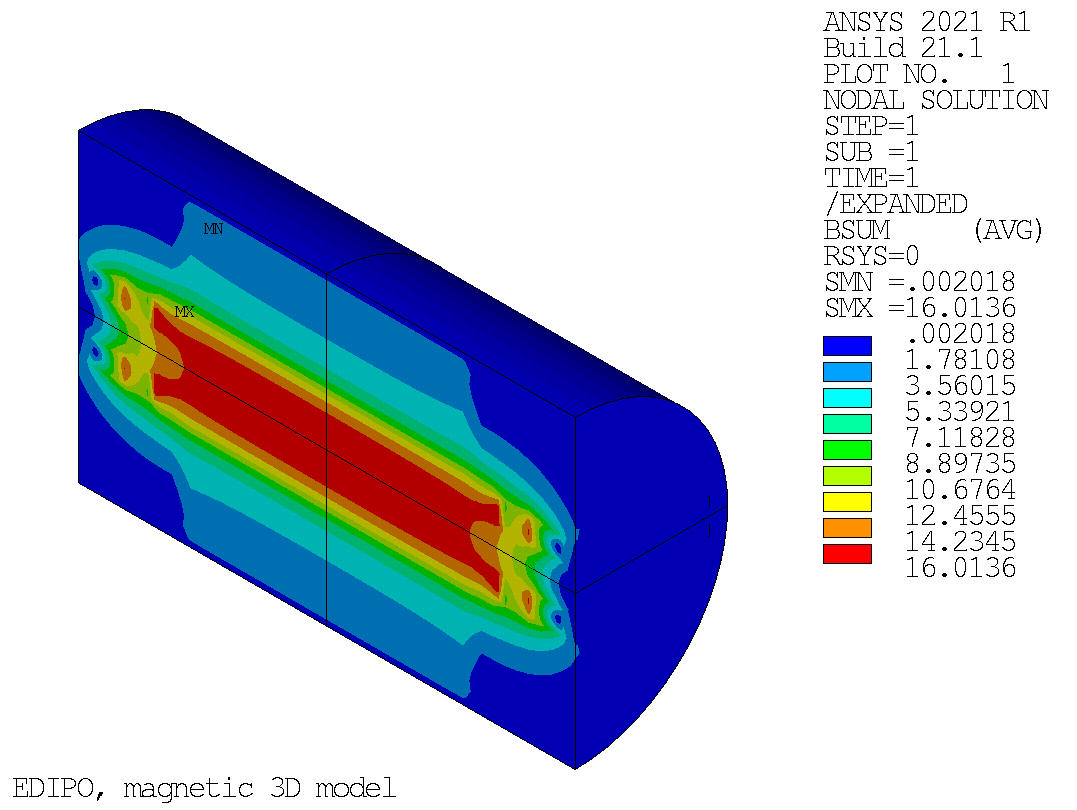 ANSYS 2021 R1
Build 21.1
PLOT NO.   1
NODAL SOLUTION
STEP=1
SUB =1
TIME=1
/EXPANDED
BSUM     (AVG)
RSYS=0
SMN =.002018
SMX =16.0136
.002018
1.78108
3.56015
5.33921
7.11828
8.89735
10.6764
12.4555
14.2345
16.0136
MN
MX
EDIPO, magnetic 3D model